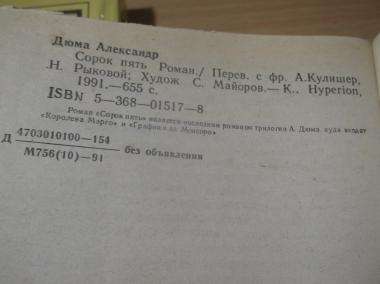 Дюма Александр
Сорок пять Роман./ Перев. с фр. А.Кулишер,
Н. Рыковой; Худож С. Майоров.— К.. Hyperion,
1991.—655 с.
ISBN 5—368—01517—8
Роман «Сорок пять» является последним романом трилогии А. Дюма куда входят
«Королева Марго» и «Графиня де Монсоро»
Д 4703010100—154
М756(10)—91 без объявления